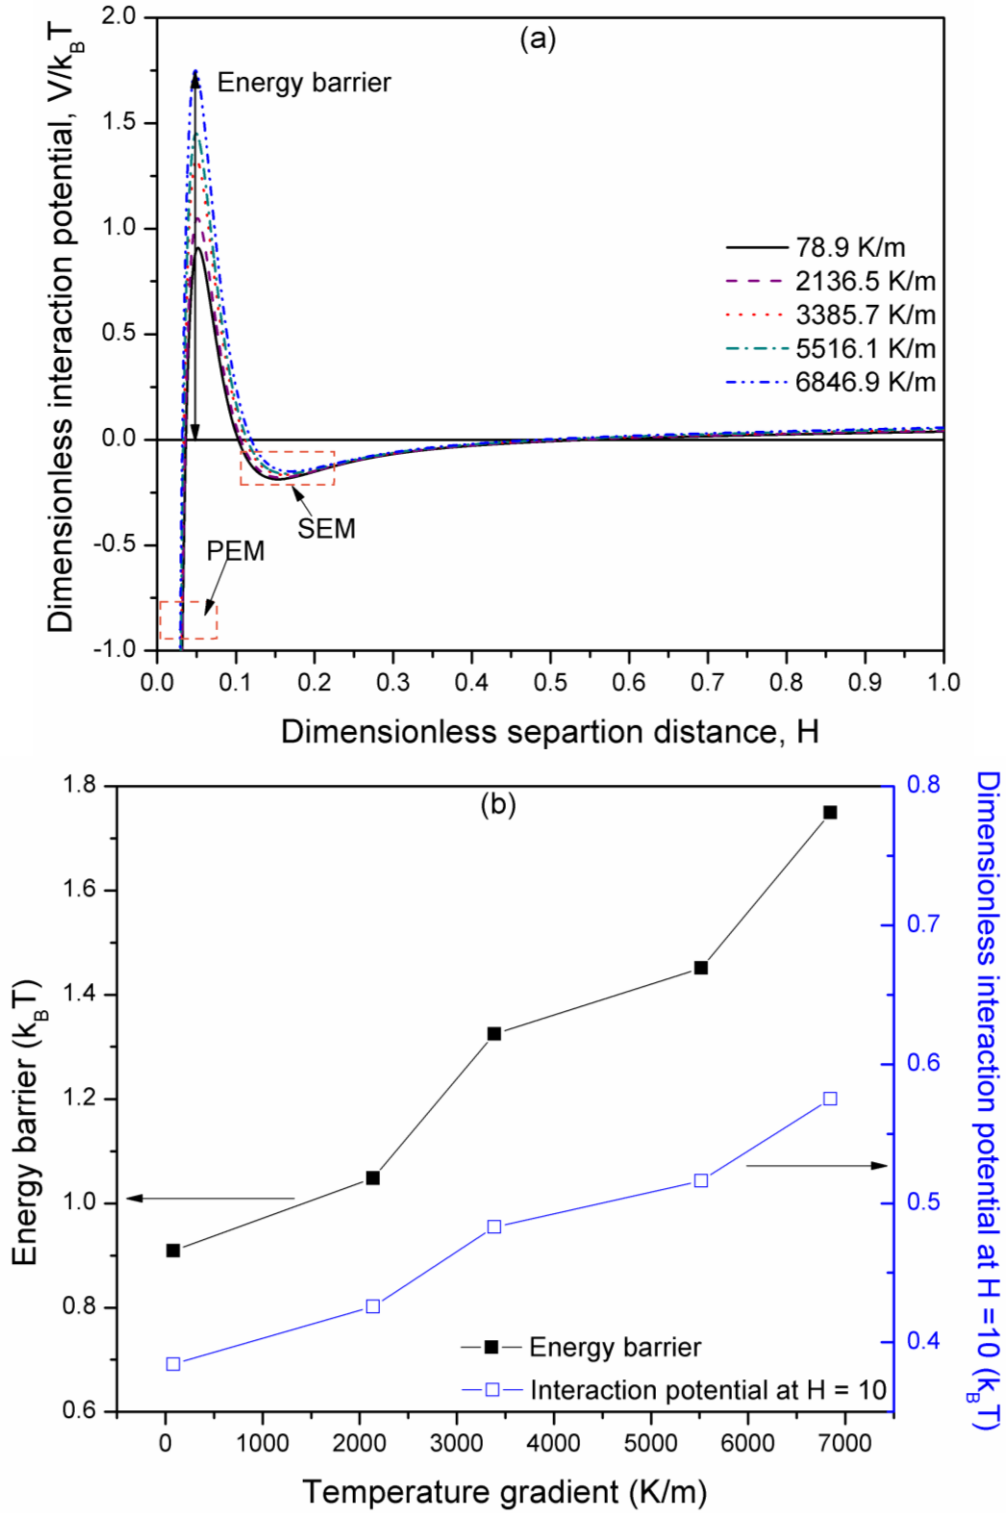 (a)
Dimensionless interaction potential, V/k_BT
2.0
1.5
1.0
0.5
0.0
-0.5
-1.0
Energy barrier
78.9 K/m
2136.5 K/m
3385.7 K/m
5516.1 K/m
6846.9 K/m
SEM
PEM
0.0 0.1 0.2 0.3 0.4 0.5 0.6 0.7 0.8 0.9 1.0
Dimensionless separtion distance, H
(b)
Energy barrier (k_BT)
1.8
1.6
1.4
1.2
1.0
0.8
0.6
0.8
0.7
0.6
0.5
0.4
Dimensionless interaction potential at H =10 (k_BT)
Energy barrier
Interaction potential at H = 10
0 1000 2000 3000 4000 5000 6000 7000
Temperature gradient (K/m)